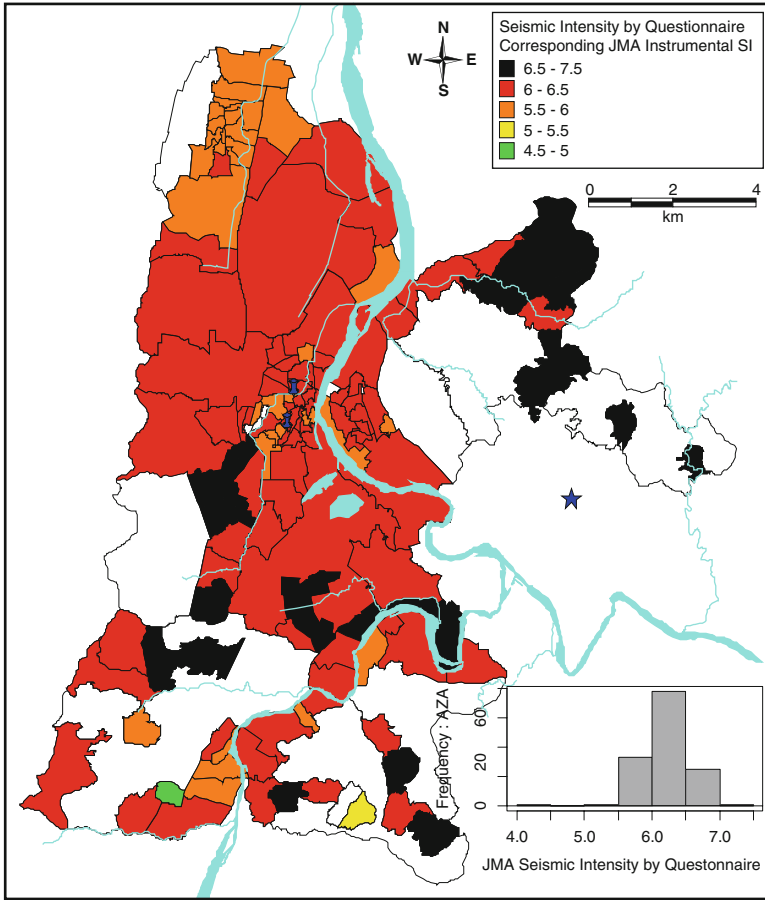 N
W E
S
Seismic Intensity by Questionnaire
Corresponding JMA Instrumental SI
6.5 - 7.5
6 - 6.5
5.5 - 6
5 - 5.5
4.5 - 5
0 2 4
km
Frequency : AZA
60
20
0
4.0 5.0 6.0 7.0
JMA Seismic Intensity by Questonnaire